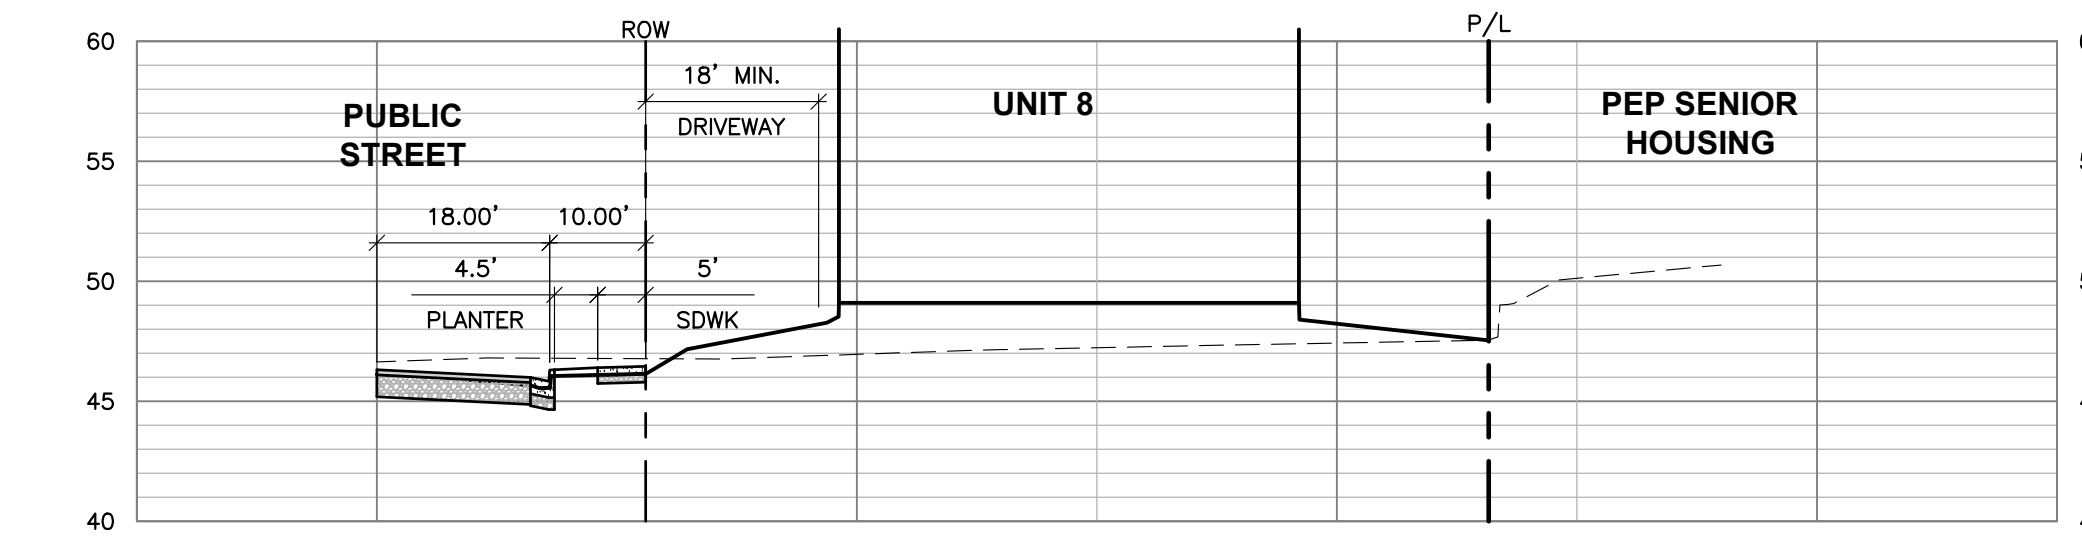 ROW
P/L
60
18' MIN.
PUBLIC
STREET
UNIT 8
PEP SENIOR
HOUSING
DRIVEWAY
55
18.00'
10.00'
4.5'
5'
50
PLANTER
SDWK
45
40